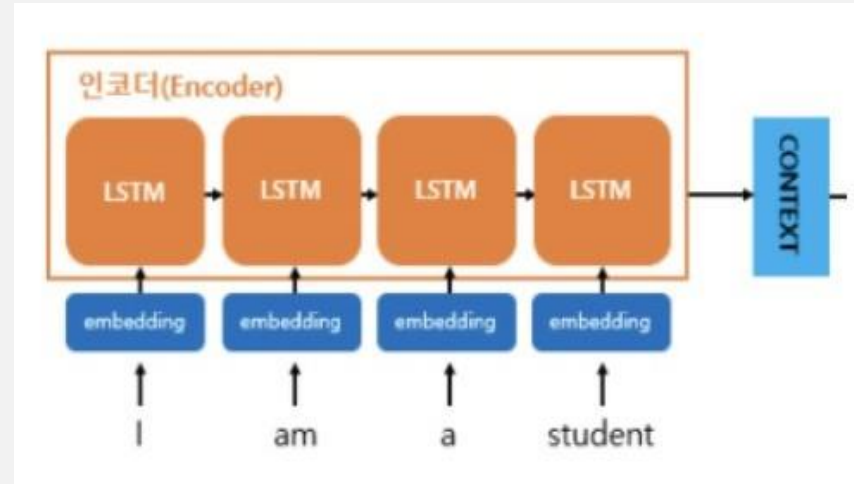 인코더(Encoder)
LSTM LSTM LSTM LSTM
CONTEXT
embedding embedding embedding embedding
I am a student